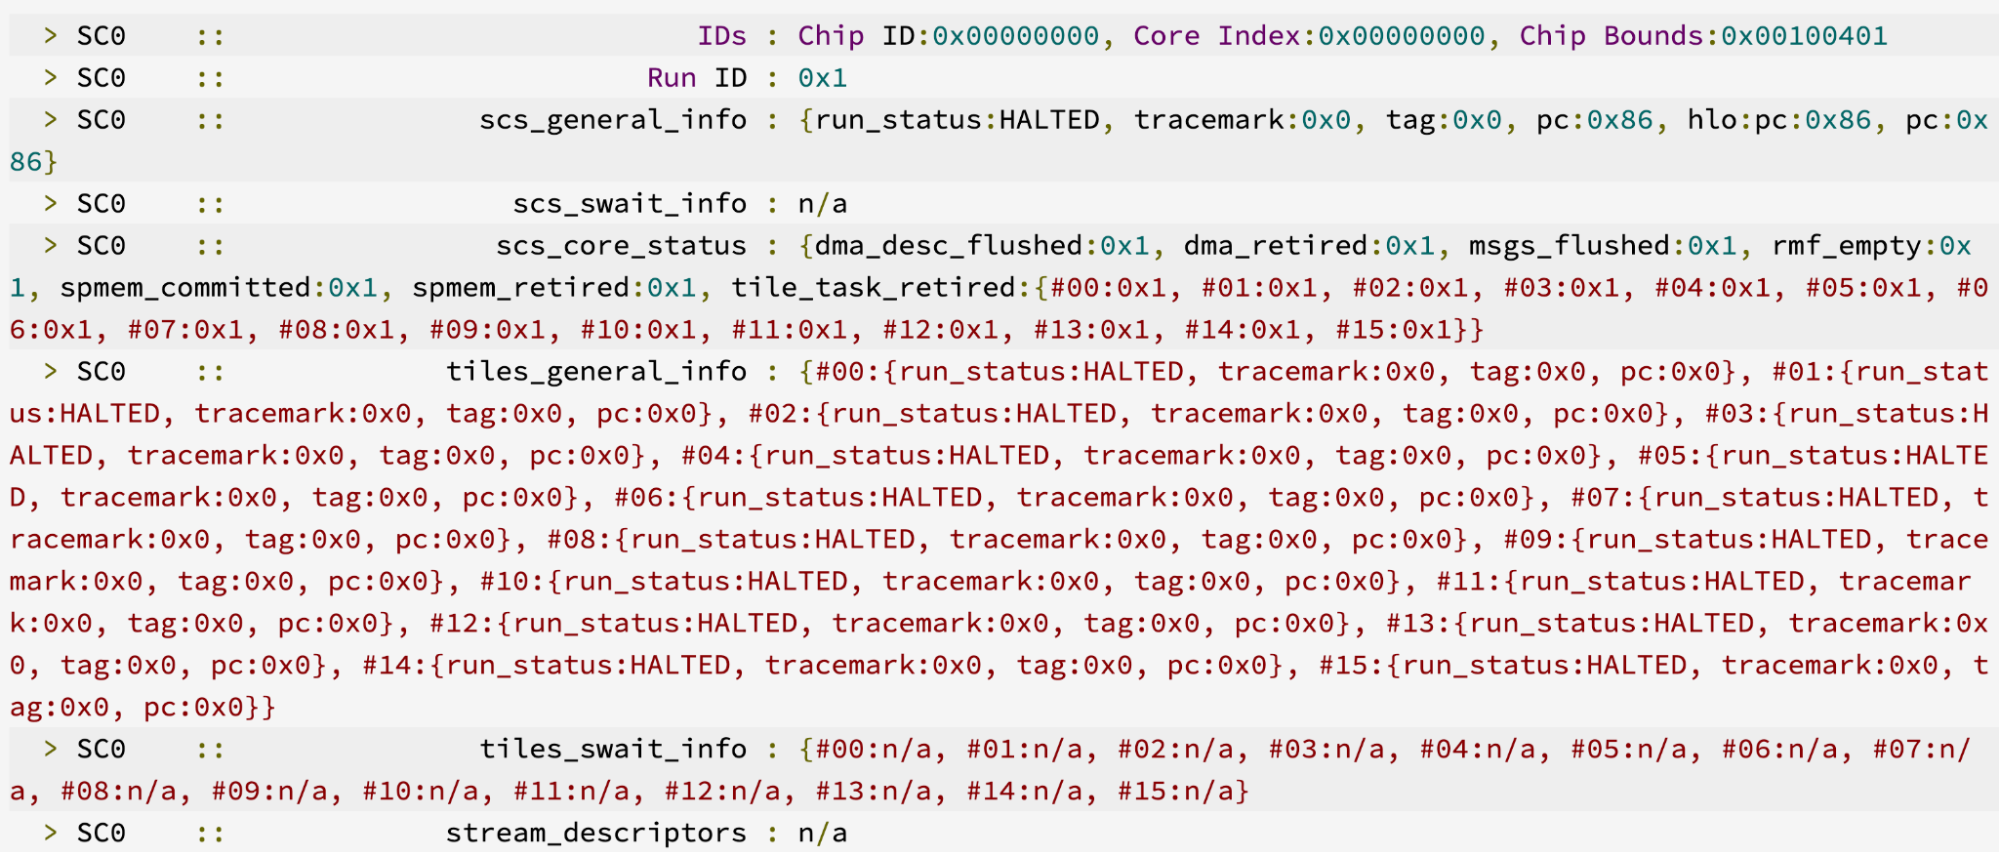 > SC0    ::                            IDs : Chip ID:0x00000000, Core Index:0x00000000, Chip Bounds:0x00100401
> SC0    ::                         Run ID : 0x1
> SC0    ::               scs_general_info : {run_status:HALTED, tracemark:0x0, tag:0x0, pc:0x86, hlo:pc:0x86, pc:0x
86}
> SC0    ::                 scs_swait_info : n/a
> SC0    ::                scs_core_status : {dma_desc_flushed:0x1, dma_retired:0x1, msgs_flushed:0x1, rmf_empty:0x
1, spmem_committed:0x1, spmem_retired:0x1, tile_task_retired:{#00:0x1, #01:0x1, #02:0x1, #03:0x1, #04:0x1, #05:0x1, #0
6:0x1, #07:0x1, #08:0x1, #09:0x1, #10:0x1, #11:0x1, #12:0x1, #13:0x1, #14:0x1, #15:0x1}}
> SC0    ::             tiles_general_info : {#00:{run_status:HALTED, tracemark:0x0, tag:0x0, pc:0x0}, #01:{run_stat
us:HALTED, tracemark:0x0, tag:0x0, pc:0x0}, #02:{run_status:HALTED, tracemark:0x0, tag:0x0, pc:0x0}, #03:{run_status:H
ALTED, tracemark:0x0, tag:0x0, pc:0x0}, #04:{run_status:HALTED, tracemark:0x0, tag:0x0, pc:0x0}, #05:{run_status:HALTE
D, tracemark:0x0, tag:0x0, pc:0x0}, #06:{run_status:HALTED, tracemark:0x0, tag:0x0, pc:0x0}, #07:{run_status:HALTED, t
racemark:0x0, tag:0x0, pc:0x0}, #08:{run_status:HALTED, tracemark:0x0, tag:0x0, pc:0x0}, #09:{run_status:HALTED, trace
mark:0x0, tag:0x0, pc:0x0}, #10:{run_status:HALTED, tracemark:0x0, tag:0x0, pc:0x0}, #11:{run_status:HALTED, tracemar
k:0x0, tag:0x0, pc:0x0}, #12:{run_status:HALTED, tracemark:0x0, tag:0x0, pc:0x0}, #13:{run_status:HALTED, tracemark:0x
0, tag:0x0, pc:0x0}, #14:{run_status:HALTED, tracemark:0x0, tag:0x0, pc:0x0}, #15:{run_status:HALTED, tracemark:0x0, t
ag:0x0, pc:0x0}}
> SC0    ::               tiles_swait_info : {#00:n/a, #01:n/a, #02:n/a, #03:n/a, #04:n/a, #05:n/a, #06:n/a, #07:n/
a, #08:n/a, #09:n/a, #10:n/a, #11:n/a, #12:n/a, #13:n/a, #14:n/a, #15:n/a}
> SC0    ::             stream_descriptors : n/a